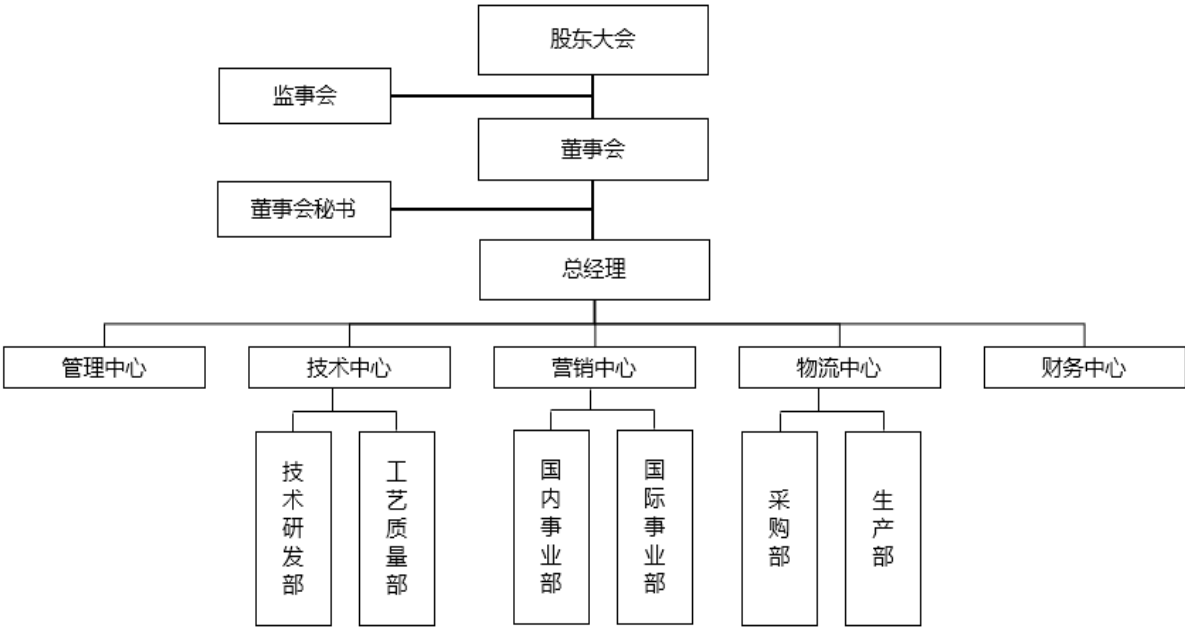 股东大会
监事会
董事会
董事会秘书
总经理
管理中心
技术中心
营销中心
物流中心
财务中心
技术研发部
工艺质量部
国内事业部
国际事业部
采购部
生产部